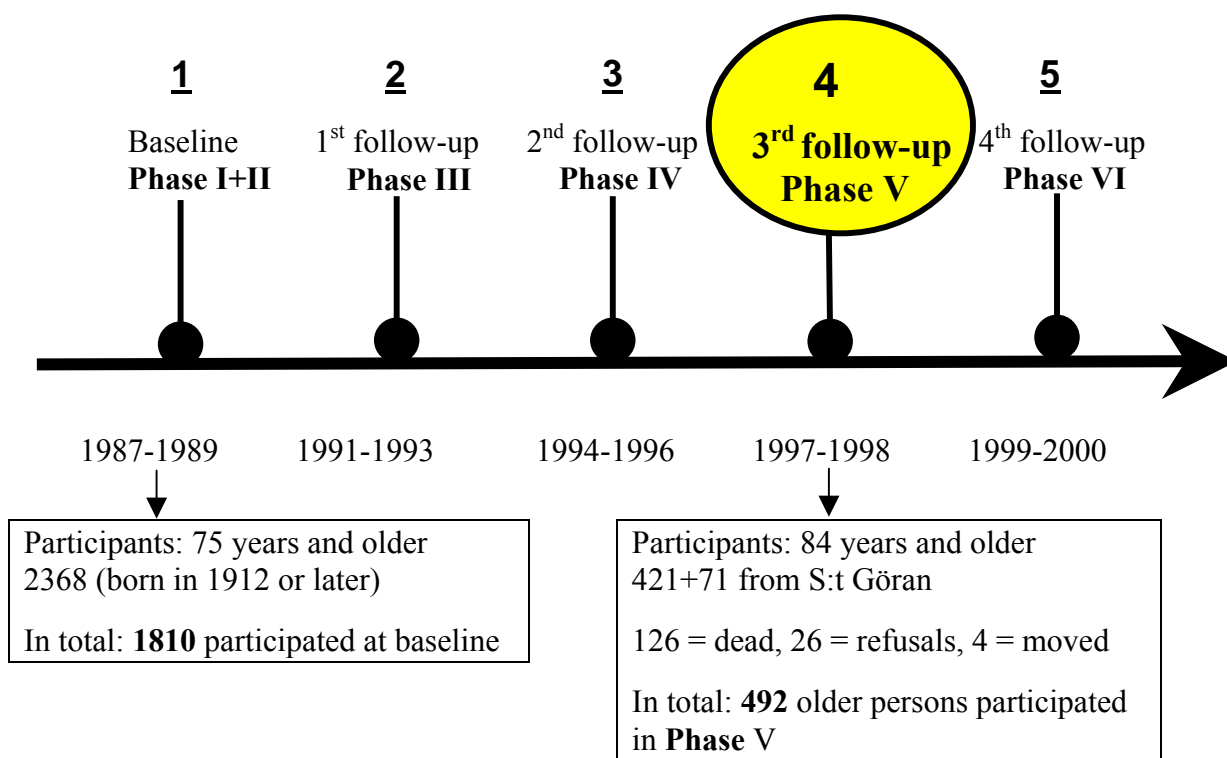 1
Baseline
Phase I+II
2
1st follow-up
Phase III
3
2nd follow-up
Phase IV
4
3rd follow-up
Phase V
5
4th follow-up
Phase VI
1987-1989
1991-1993
1994-1996
1997-1998
1999-2000
Participants: 75 years and older
2368 (born in 1912 or later)
In total: 1810 participated at baseline
Participants: 84 years and older
421+71 from S:t Göran
126 = dead, 26 = refusals, 4 = moved
In total: 492 older persons participated
in Phase V